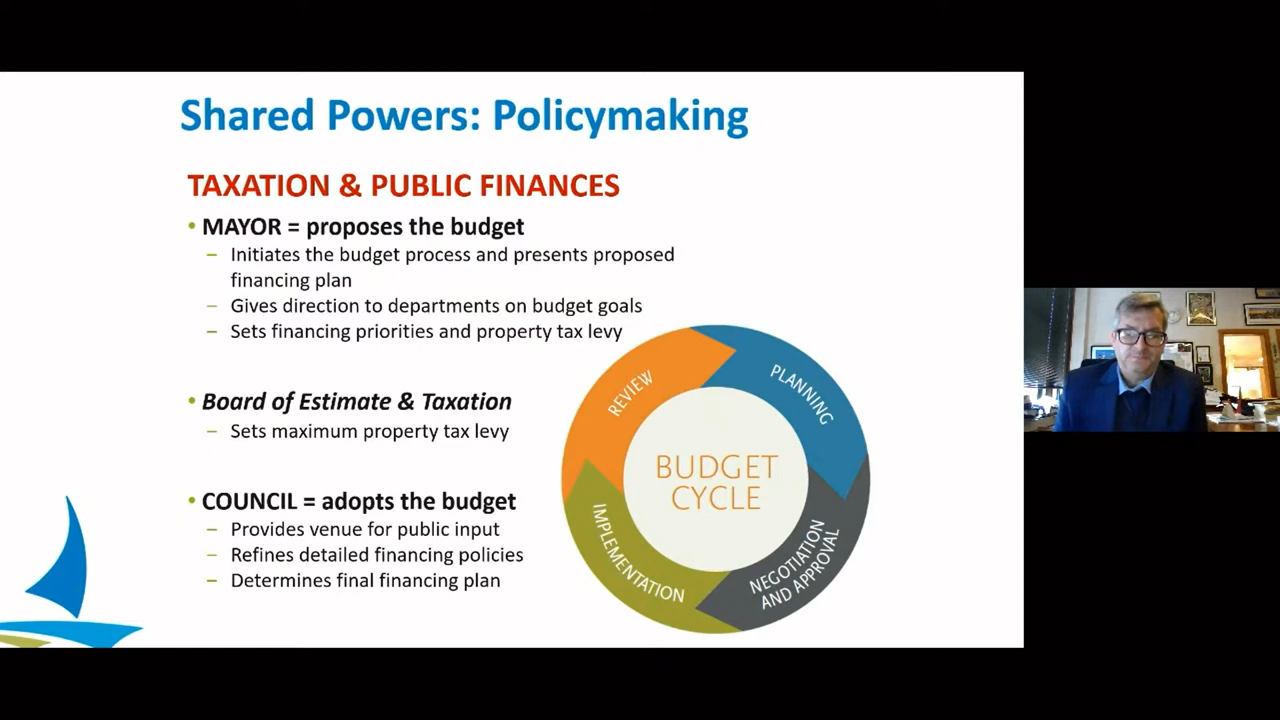 Shared Powers: Policymaking
TAXATION & PUBLIC FINANCES
• MAYOR = proposes the budget
– Initiates the budget process and presents proposed
financing plan
– Gives direction to departments on budget goals
– Sets financing priorities and property tax levy
• Board of Estimate & Taxation
– Sets maximum property tax levy
• COUNCIL = adopts the budget
– Provides venue for public input
– Refines detailed financing policies
– Determines final financing plan
REVIEW
PLANNING
BUDGET
CYCLE
IMPLEMENTATION
NEGOTIATION
AND APPROVAL